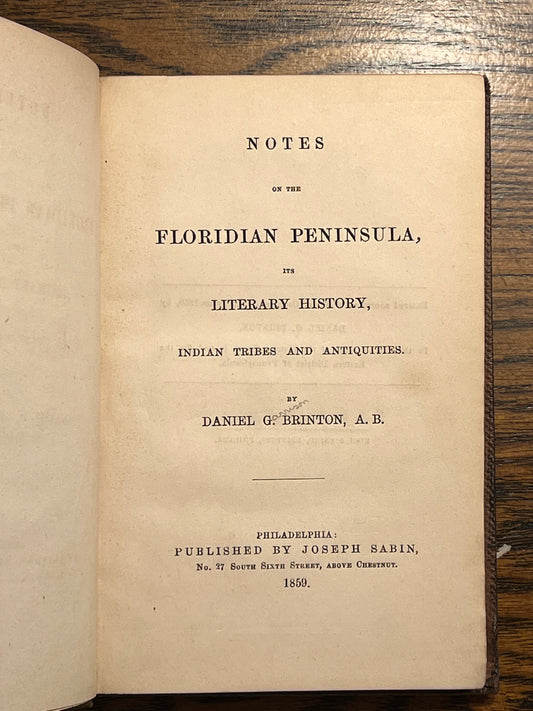 NOTES
ON THE
FLORIDIAN PENINSULA,
ITS
LITERARY HISTORY,
INDIAN TRIBES AND ANTIQUITIES.
BY
arrison
DANIEL G. BRINTON, A. B.
PHILADELPHIA:
PUBLISHED BY JOSEPH SABIN,
No. 27 South Sixth Street, above Chestnut.
1859.